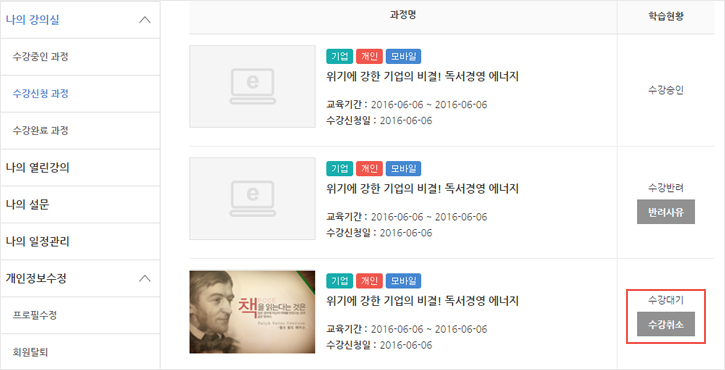 나의 강의실
수강중인 과정
수강신청 과정
수강완료 과정
나의 열린강의
나의 설문
나의 일정관리
개인정보수정
프로필수정
회원탈퇴
과정명
학습현황
기업 개인 모바일
위기에 강한 기업의 비결! 독서경영 에너지
교육기간 : 2016-06-06 ~ 2016-06-06
수강신청일 : 2016-06-06
수강승인
기업 개인 모바일
위기에 강한 기업의 비결! 독서경영 에너지
교육기간 : 2016-06-06 ~ 2016-06-06
수강신청일 : 2016-06-06
수강반려
반려사유
책을 읽는다는 것은
기업 개인 모바일
위기에 강한 기업의 비결! 독서경영 에너지
교육기간 : 2016-06-06 ~ 2016-06-06
수강신청일 : 2016-06-06
수강대기
수강취소